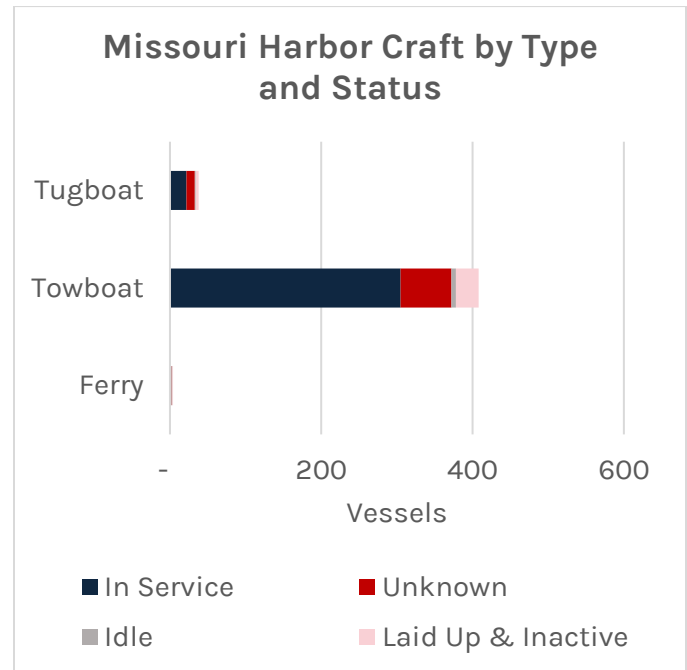 Missouri Harbor Craft by Type
and Status
Tugboat
Towboat
Ferry
- 200 400 600
Vessels
In Service Unknown
Idle Laid Up & Inactive